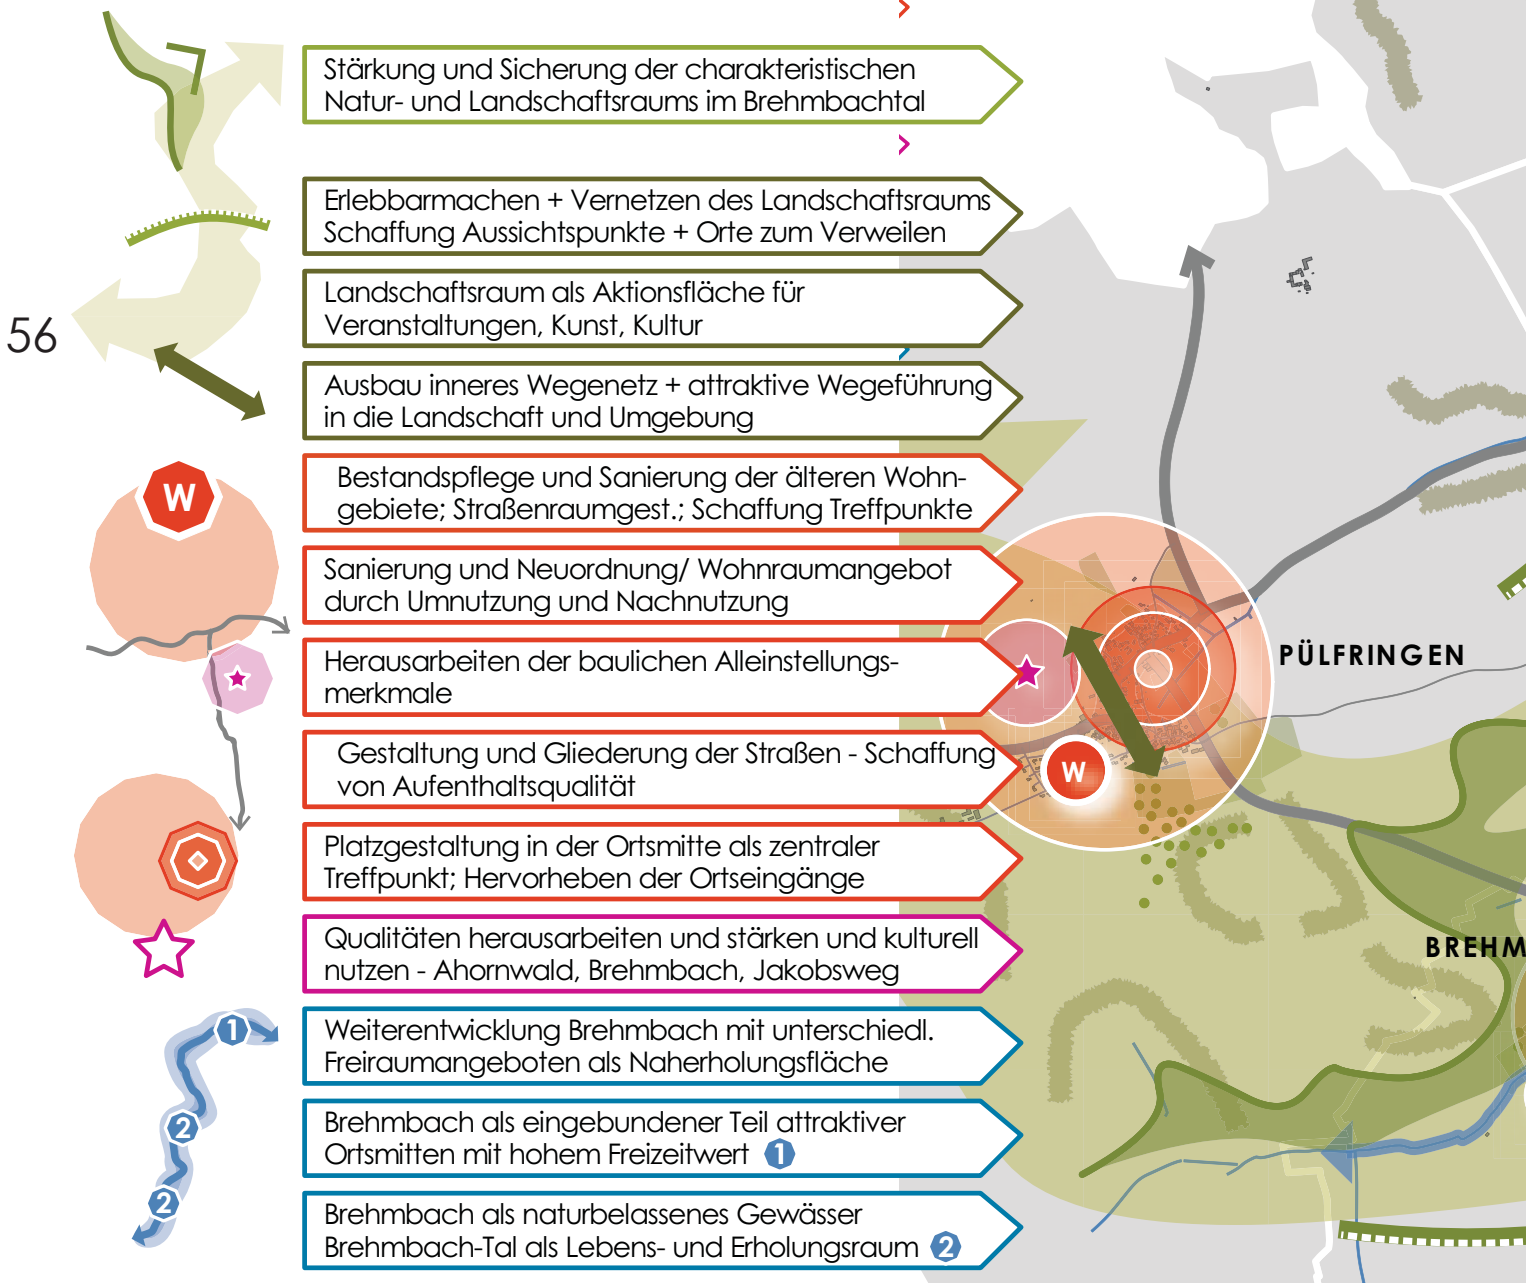 Stärkung und Sicherung der charakteristischen
Natur- und Landschaftsraums im Brehmbachtal
Erlebbarmachen + Vernetzen des Landschaftsraums
Schaffung Aussichtspunkte + Orte zum Verweilen
56
Landschaftsraum als Aktionsfläche für
Veranstaltungen, Kunst, Kultur
Ausbau inneres Wegenetz + attraktive Wegeführung
in die Landschaft und Umgebung
W
Bestandspflege und Sanierung der älteren Wohn-
gebiete; Straßenraumgest.; Schaffung Treffpunkte
Sanierung und Neuordnung/ Wohnraumangebot
durch Umnutzung und Nachnutzung
Herausarbeiten der baulichen Alleinstellungs-
merkmale
Gestaltung und Gliederung der Straßen - Schaffung
von Aufenthaltsqualität
Platzgestaltung in der Ortsmitte als zentraler
Treffpunkt; Hervorheben der Ortseingänge
Qualitäten herausarbeiten und stärken und kulturell
nutzen - Ahornwald, Brehmbach, Jakobsweg
1
Weiterentwicklung Brehmbach mit unterschiedl.
Freiraumangeboten als Naherholungsfläche
2
Brehmbach als eingebundener Teil attraktiver
Ortsmitten mit hohem Freizeitwert 1
2
Brehmbach als naturbelassenes Gewässer
Brehmbach-Tal als Lebens- und Erholungsraum 2
PÜLFRINGEN
W
BREHM